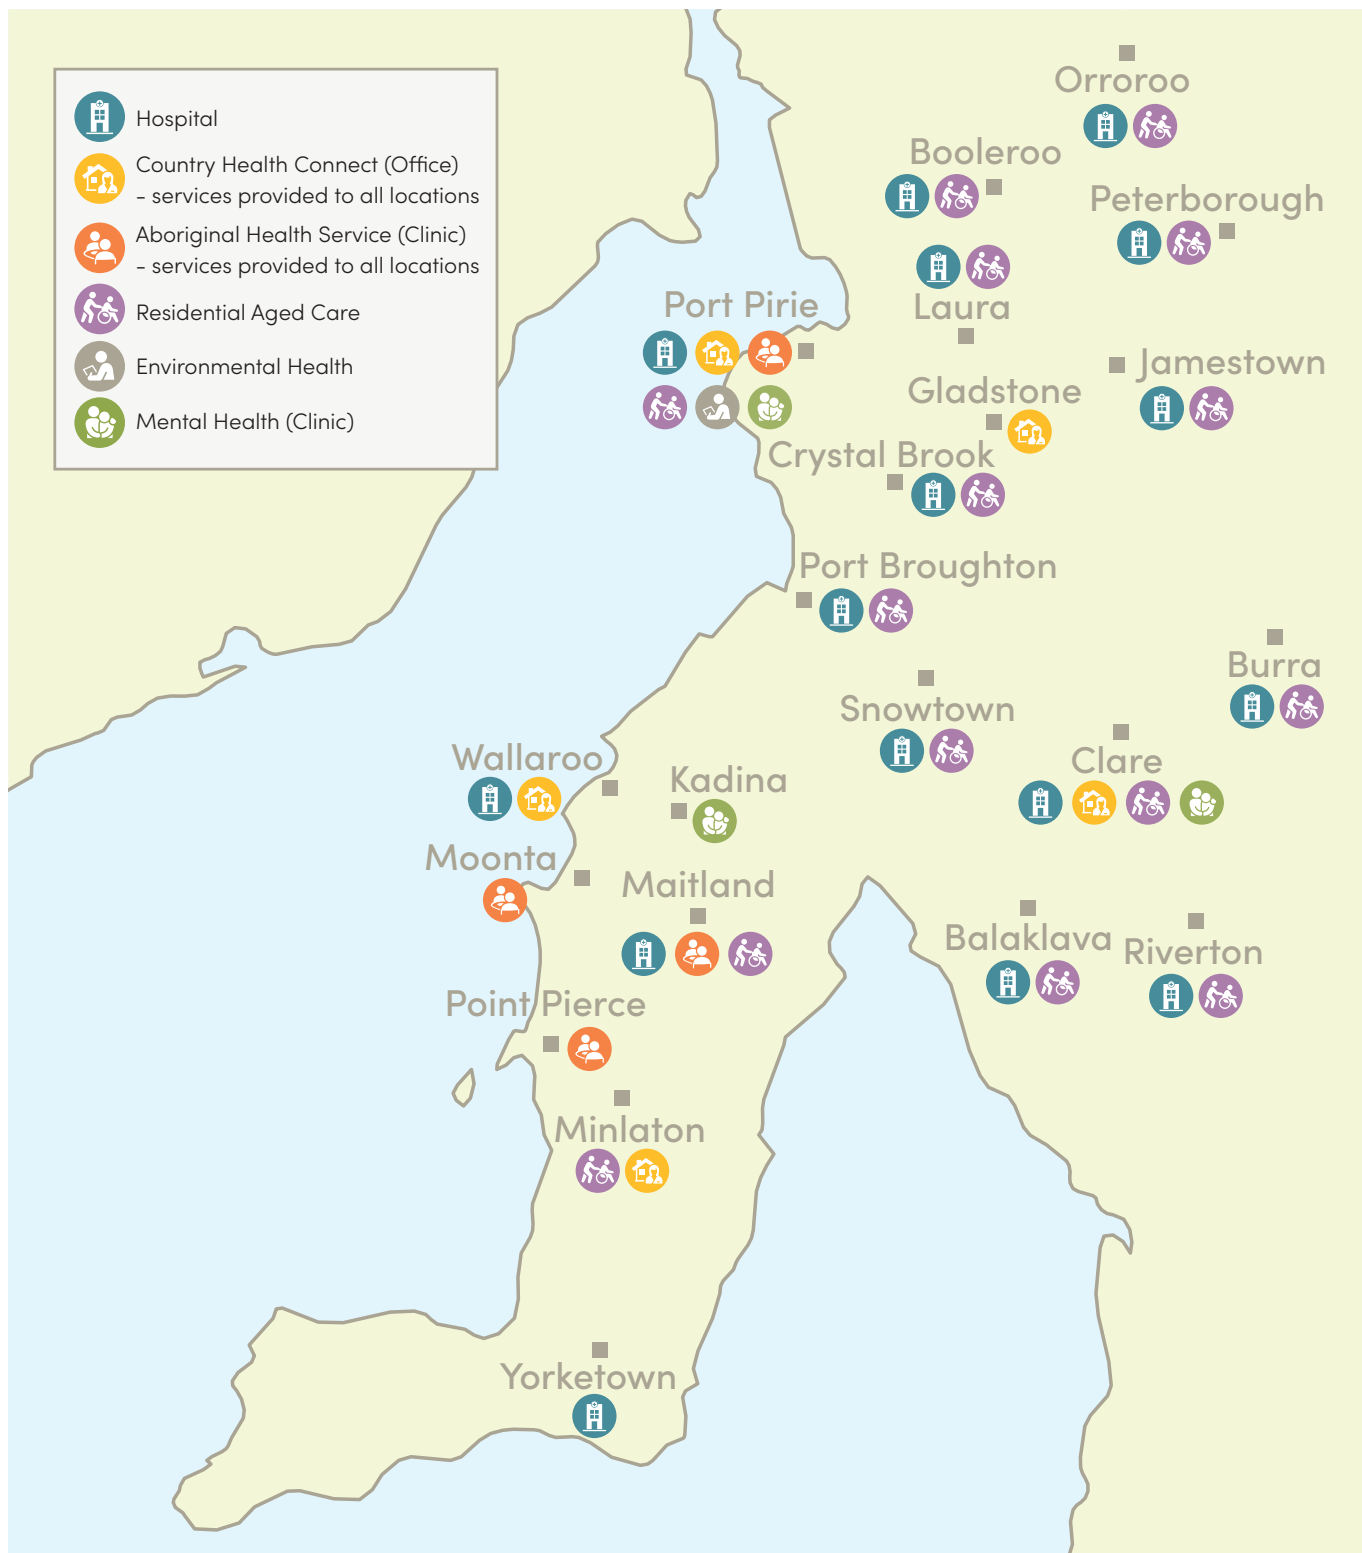 Hospital
Country Health Connect (Office)
- services provided to all locations
Aboriginal Health Service (Clinic)
- services provided to all locations
Residential Aged Care
Environmental Health
Mental Health (Clinic)
Orroroo
Booleroo
Peterborough
Port Pirie
Laura
Jamestown
Gladstone
Crystal Brook
Port Broughton
Burra
Snowtown
Wallaroo
Clare
Kadina
Moonta
Maitland
Balaklava
Riverton
Point Pierce
Minlaton
Yorketown